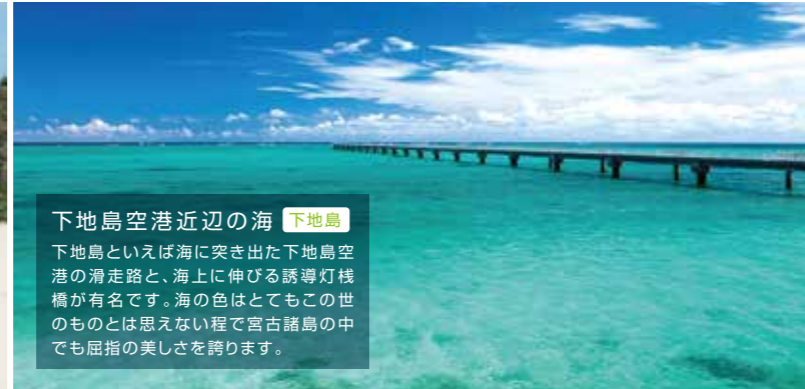 下地島空港近辺の海 下地島
下地島といえば海に突き出た下地島空
港の滑走路と、海上に伸びる誘導灯桟
橋が有名です。海の色はとてもこの世
のものとは思えない程で宮古諸島の中
でも屈指の美しさを誇ります。